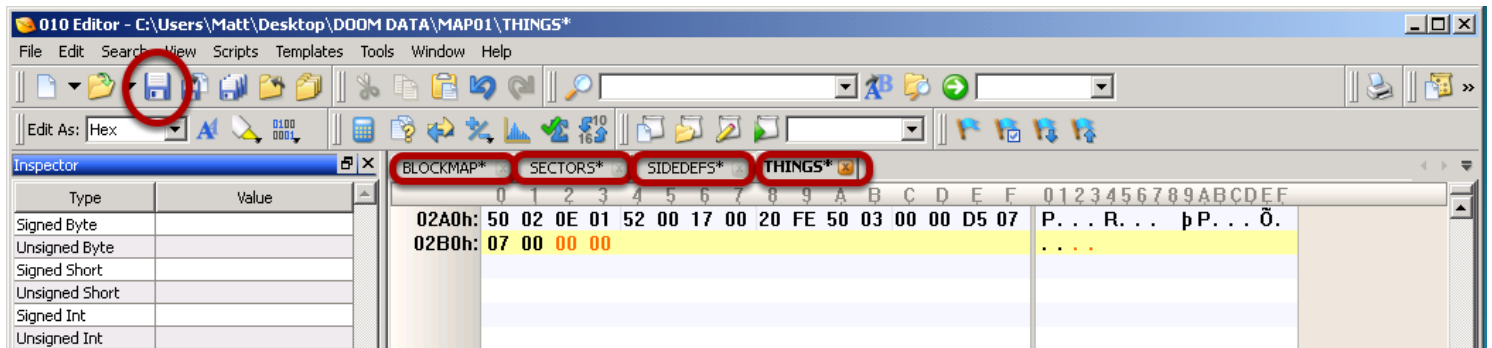 010 Editor - C:\Users\Matt\Desktop\DOOM DATA\MAP01\THINGS*
File Edit Search View Scripts Templates Tools Window Help
Edit As: Hex
Inspector
BLOCKMAP* SECTORS* SIDEDEFS* THINGS*
Type Value
0 1 2 3 4 5 6 7 8 9 A B C D E F 0123456789ABCDEF
Signed Byte
02A0h: 50 02 0E 01 52 00 17 00 20 FE 50 03 00 00 D5 07 P...R... þP...Õ.
Unsigned Byte
02B0h: 07 00 00 00 ....
Signed Short
Unsigned Short
Signed Int
Unsigned Int